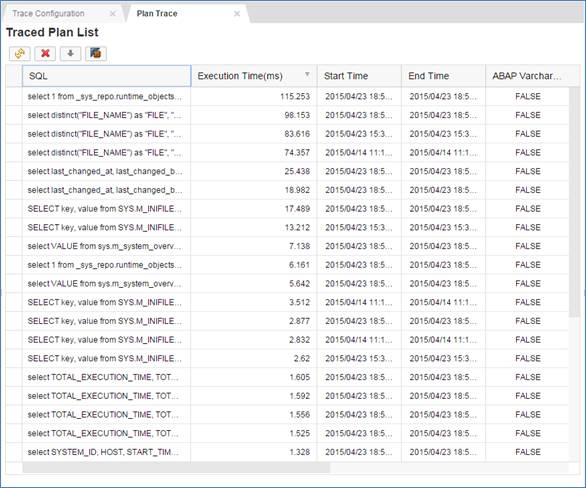 Trace Configuration
Plan Trace
Traced Plan List
SQL Execution Time(ms) Start Time End Time ABAP Varchar...
select 1 from _sys_repo.runtime_objects... 115.253 2015/04/23 18:5... 2015/04/23 18:5... FALSE
select distinct("FILE_NAME") as "FILE", "... 98.153 2015/04/23 18:5... 2015/04/23 18:5... FALSE
select distinct("FILE_NAME") as "FILE", "... 83.616 2015/04/23 15:3... 2015/04/23 15:3... FALSE
select distinct("FILE_NAME") as "FILE", "... 74.357 2015/04/14 11:1... 2015/04/14 11:1... FALSE
select last_changed_at, last_changed_b... 25.438 2015/04/23 18:5... 2015/04/23 18:5... FALSE
select last_changed_at, last_changed_b... 18.982 2015/04/23 18:5... 2015/04/23 18:5... FALSE
SELECT key, value from SYS.M_INIFILE... 17.489 2015/04/23 18:5... 2015/04/23 18:5... FALSE
SELECT key, value from SYS.M_INIFILE... 13.212 2015/04/23 15:3... 2015/04/23 15:3... FALSE
select VALUE from sys.m_system_overv... 7.138 2015/04/23 18:5... 2015/04/23 18:5... FALSE
select 1 from _sys_repo.runtime_objects... 6.161 2015/04/23 18:5... 2015/04/23 18:5... FALSE
select VALUE from sys.m_system_overv... 5.642 2015/04/23 18:5... 2015/04/23 18:5... FALSE
SELECT key, value from SYS.M_INIFILE... 3.512 2015/04/14 11:1... 2015/04/14 11:1... FALSE
SELECT key, value from SYS.M_INIFILE... 2.877 2015/04/23 18:5... 2015/04/23 18:5... FALSE
SELECT key, value from SYS.M_INIFILE... 2.832 2015/04/14 11:1... 2015/04/14 11:1... FALSE
SELECT key, value from SYS.M_INIFILE... 2.62 2015/04/23 15:3... 2015/04/23 15:3... FALSE
select TOTAL_EXECUTION_TIME, TOT... 1.605 2015/04/23 18:5... 2015/04/23 18:5... FALSE
select TOTAL_EXECUTION_TIME, TOT... 1.592 2015/04/23 18:5... 2015/04/23 18:5... FALSE
select TOTAL_EXECUTION_TIME, TOT... 1.556 2015/04/23 18:5... 2015/04/23 18:5... FALSE
select TOTAL_EXECUTION_TIME, TOT... 1.525 2015/04/23 18:5... 2015/04/23 18:5... FALSE
select SYSTEM_ID, HOST, START_TIM... 1.328 2015/04/23 18:5... 2015/04/23 18:5... FALSE